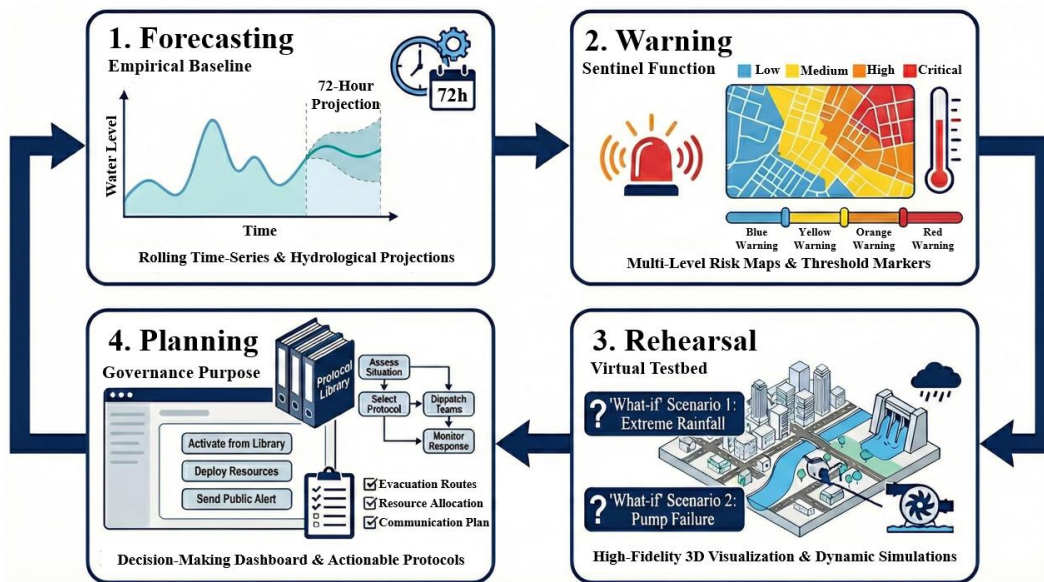 1. Forecasting
Empirical Baseline
72-Hour
Projection
72h
Water Level
Time
Rolling Time-Series & Hydrological Projections
2. Warning
Sentinel Function
Low
Medium
High
Critical
Blue
Warning
Yellow
Warning
Orange
Warning
Red
Warning
Multi-Level Risk Maps & Threshold Markers
4. Planning
Governance Purpose
Protocol
Library
Assess
Situation
Select
Protocol
Dippatch
Teams
Monitor
Response
Activate from Library
Deploy Resources
Send Public Alert
Evacuation Routes
Resource Allocation
Communication Plan
Decision-Making Dashboard & Actionable Protocols
3. Rehearsal
Virtual Testbed
? 'What-if' Scenario 1:
Extreme Rainfall
? 'What-if' Scenario 2:
Pump Failure
High-Fidelity 3D Visualization & Dynamic Simulations